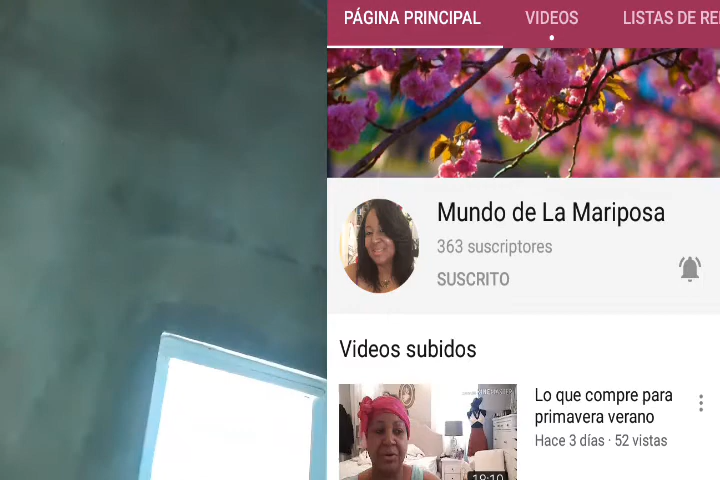 PÁGINA PRINCIPAL VIDEOS LISTAS DE RE
Mundo de La Mariposa
363 suscriptores
SUSCRITO
Videos subidos
Lo que compre para
primavera verano
Hace 3 días · 52 vistas